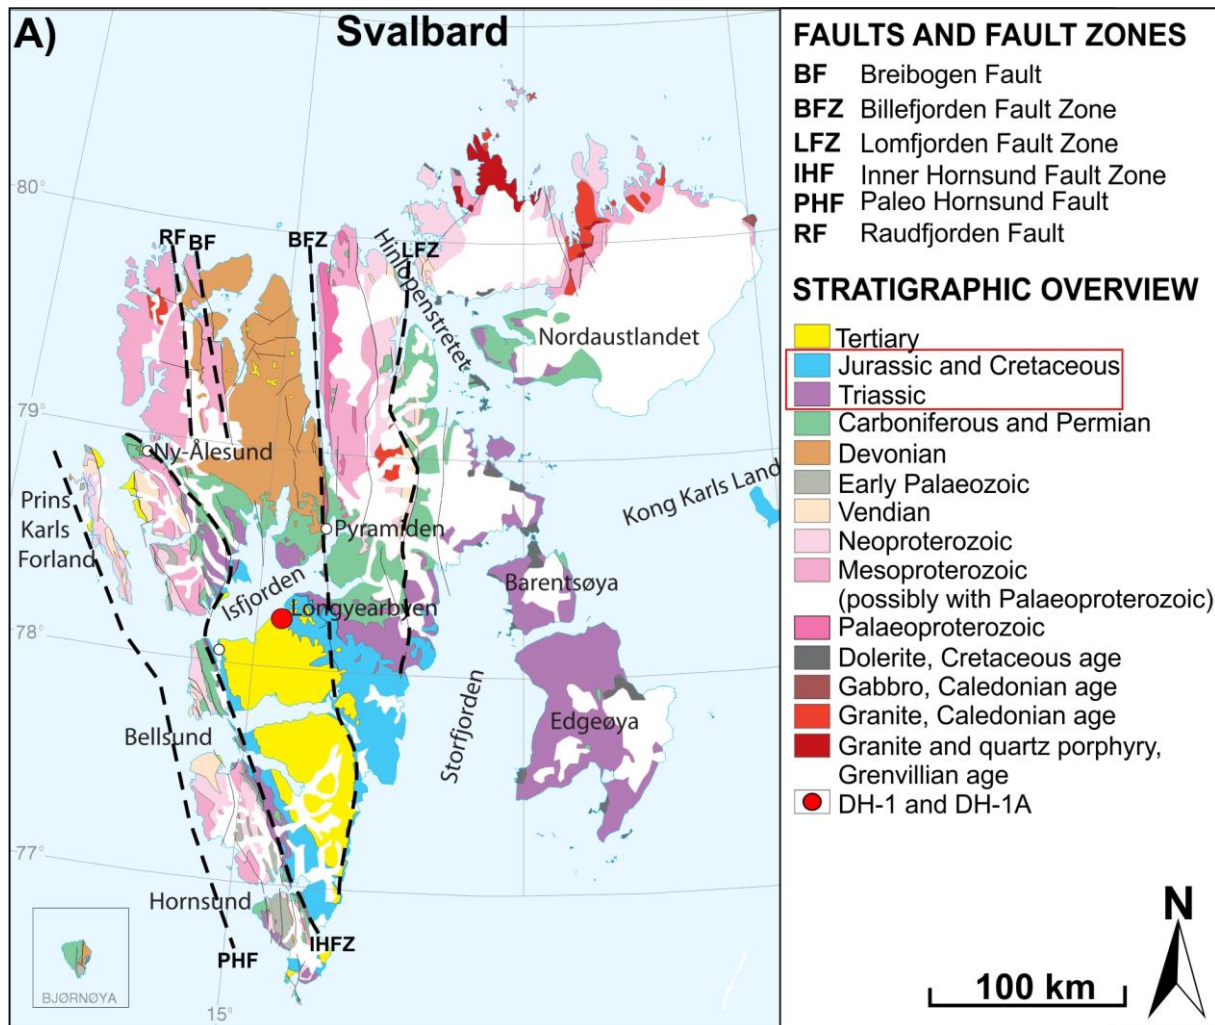 A)
Svalbard
80°
RF
BF
BFZ
Hinlopenstretet
LFZ
Nordaustlandet
79°
Ny-Ålesund
Prins
Karls
Forland
Pyramiden
Kong Karls Land
Isfjorden
Longyearbyen
Barentsøya
78°
Storfjorden
Edgeøya
Bellsund
77°
Hornsund
PHF
IHFZ
BJØRNØYA
15°
FAULTS AND FAULT ZONES
BF Breibogen Fault
BFZ Billefjorden Fault Zone
LFZ Lomfjorden Fault Zone
IHF Inner Hornsund Fault Zone
PHF Paleo Hornsund Fault
RF Raudfjorden Fault
STRATIGRAPHIC OVERVIEW
Tertiary
Jurassic and Cretaceous
Triassic
Carboniferous and Permian
Devonian
Early Palaeozoic
Vendian
Neoproterozoic
Mesoproterozoic
(possibly with Palaeoproterozoic)
Palaeoproterozoic
Dolerite, Cretaceous age
Gabbro, Caledonian age
Granite, Caledonian age
Granite and quartz porphyry,
Grenvillian age
DH-1 and DH-1A
N
100 km